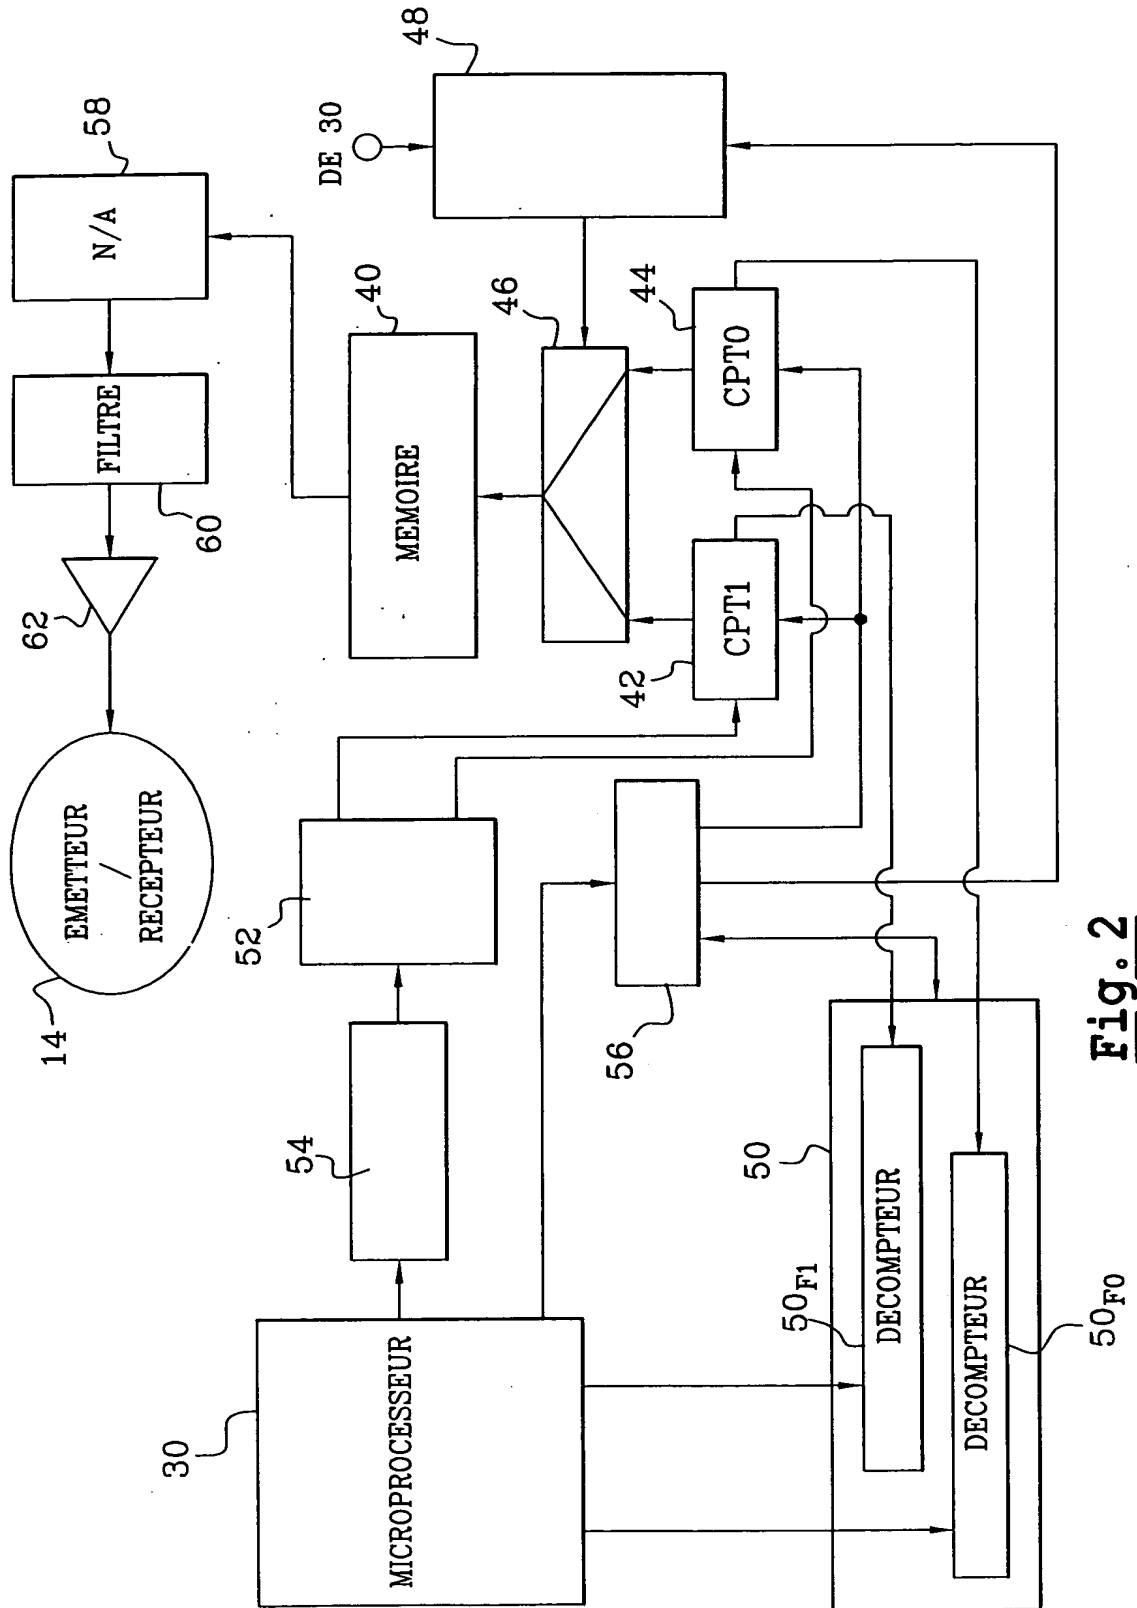 14
EMETTEUR
/
RECEPTEUR
62
FILTRE
60
N/A
58
30
MICROPROCESSEUR
54
52
MEMOIRE
40
DE 30
48
46
56
42
CPT1
CPT0
44
50
50F1
DECOMPTEUR
DECOMPTEUR
50F0
Fig. 2